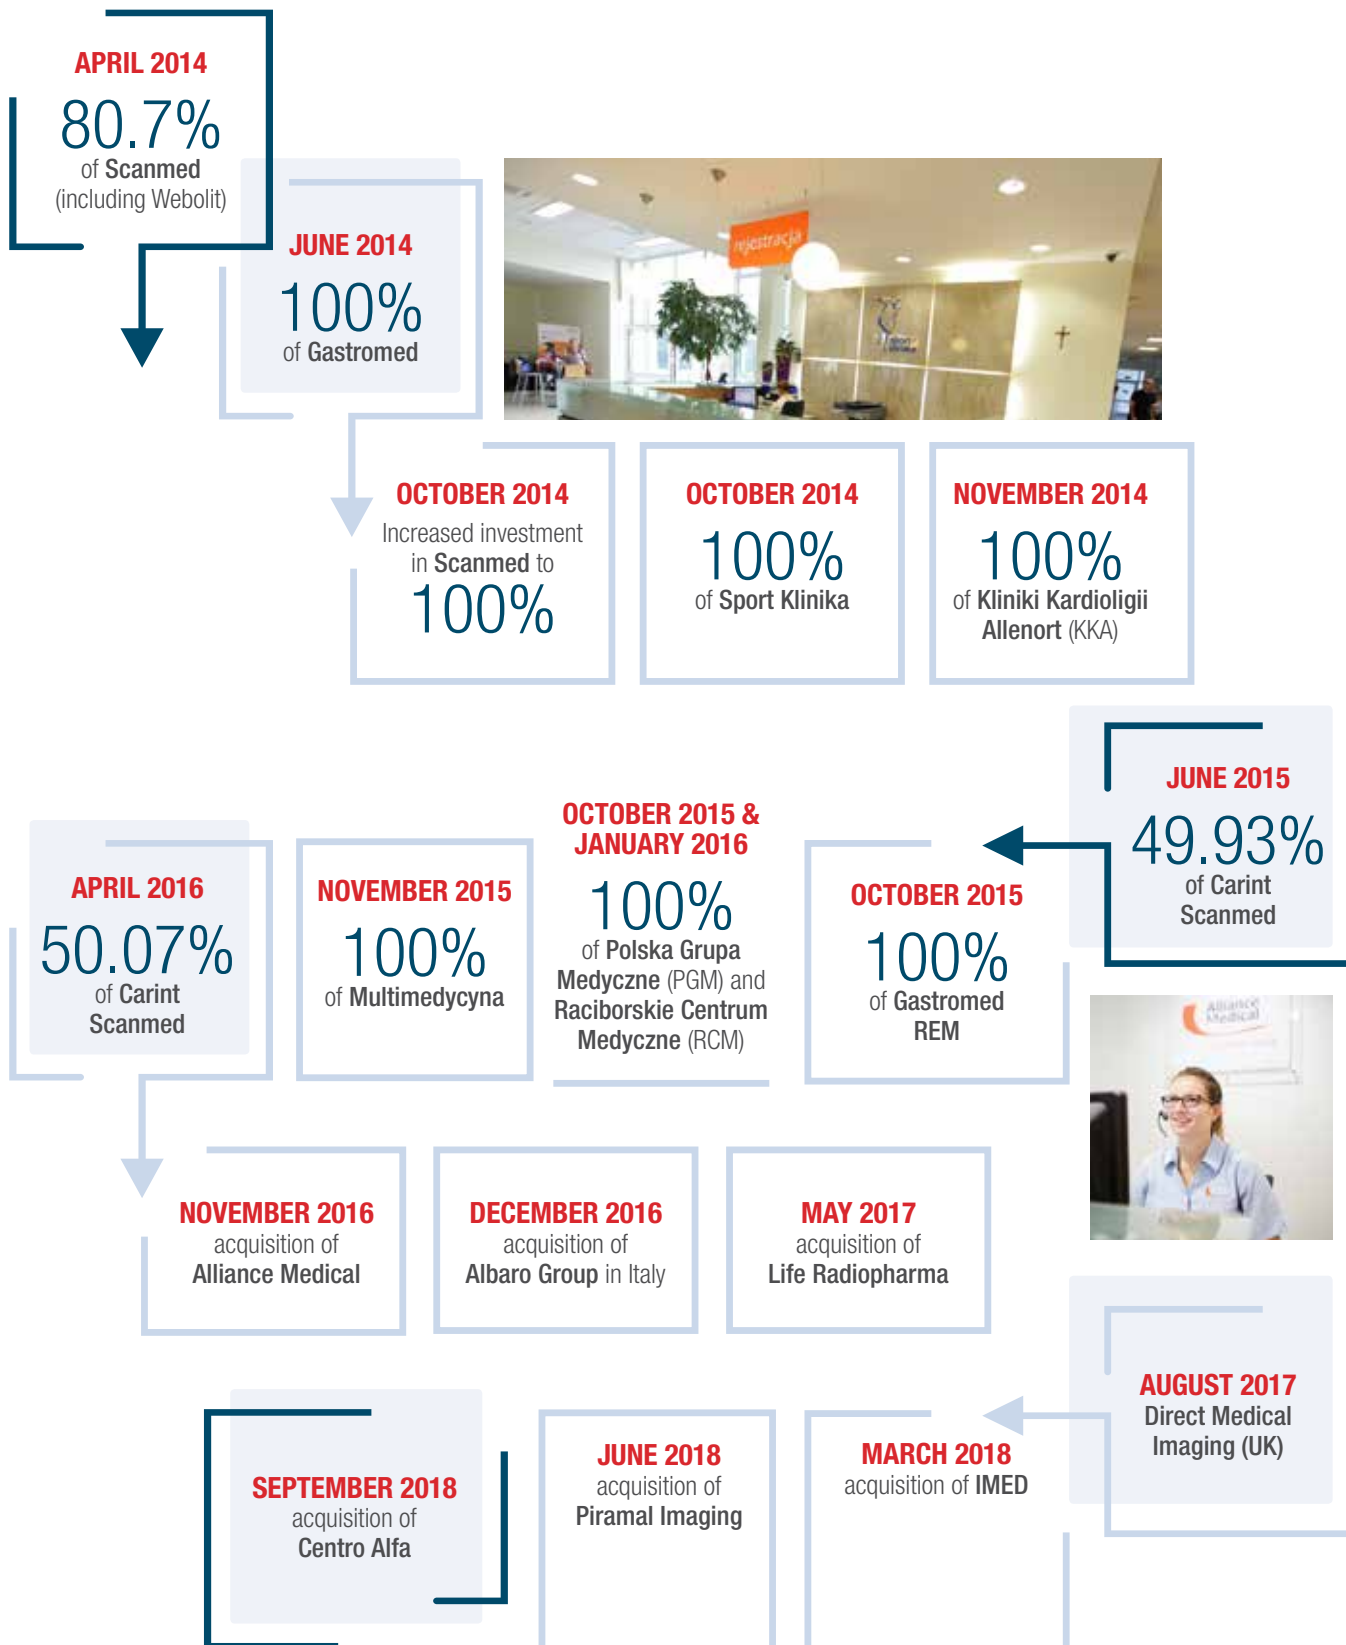 APRIL 2014
80.7%
of Scanmed
(including Webolit)
JUNE 2014
100%
of Gastromed
rejestracja
OCTOBER 2014
Increased investment
in Scanmed to
100%
OCTOBER 2014
100%
of Sport Klinika
NOVEMBER 2014
100%
of Kliniki Kardioligii
Allenort (KKA)
JUNE 2015
49.93%
of Carint
Scanmed
OCTOBER 2015
100%
of Gastromed
REM
OCTOBER 2015 &
JANUARY 2016
100%
of Polska Grupa
Medyczne (PGM) and
Raciborskie Centrum
Medyczne (RCM)
NOVEMBER 2015
100%
of Multimedycyna
APRIL 2016
50.07%
of Carint
Scanmed
Alliance
Medical
NOVEMBER 2016
acquisition of
Alliance Medical
DECEMBER 2016
acquisition of
Albaro Group in Italy
MAY 2017
acquisition of
Life Radiopharma
AUGUST 2017
Direct Medical
Imaging (UK)
MARCH 2018
acquisition of IMED
JUNE 2018
acquisition of
Piramal Imaging
SEPTEMBER 2018
acquisition of
Centro Alfa